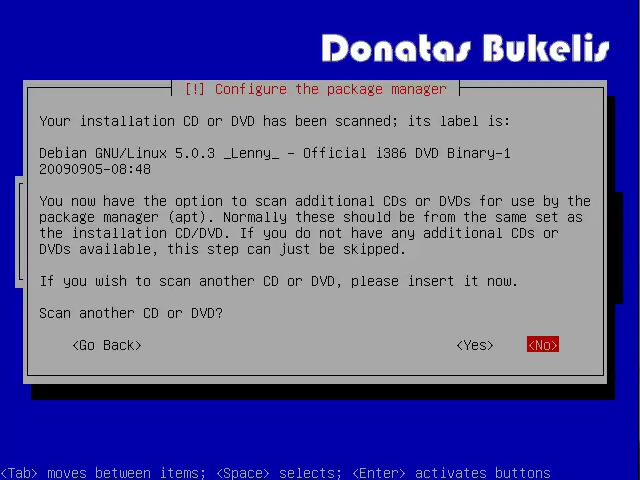 Donatas Bukelis
[!] Configure the package manager
Your installation CD or DVD has been scanned; its label is:
Debian GNU/Linux 5.0.3 _Lenny_ - Official i386 DVD Binary-1
20090905-08:48
You now have the option to scan additional CDs or DVDs for use by the
package manager (apt). Normally these should be from the same set as
the installation CD/DVD. If you do not have any additional CDs or
DVDs available, this step can just be skipped.
If you wish to scan another CD or DVD, please insert it now.
Scan another CD or DVD?
<Go Back> <Yes> <No>
<Tab> moves between items; <Space> selects; <Enter> activates buttons